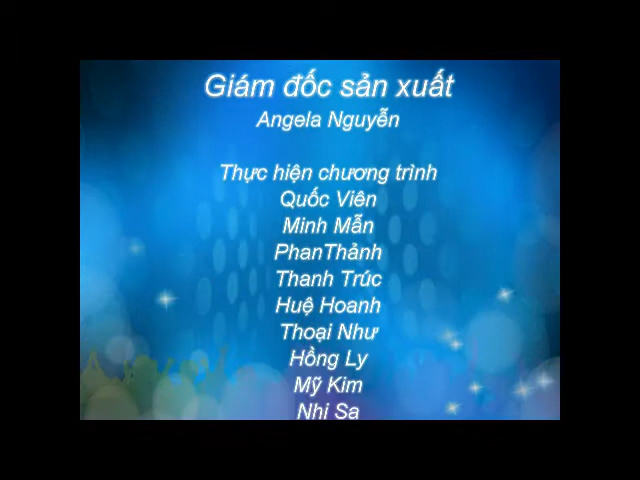 Giám đốc sản xuất
Angela Nguyễn
Thực hiện chương trình
Quốc Viên
Minh Mẫn
PhanThảnh
Thanh Trúc
Huệ Hoanh
Thoại Như
Hồng Ly
Mỹ Kim
Nhi Sa